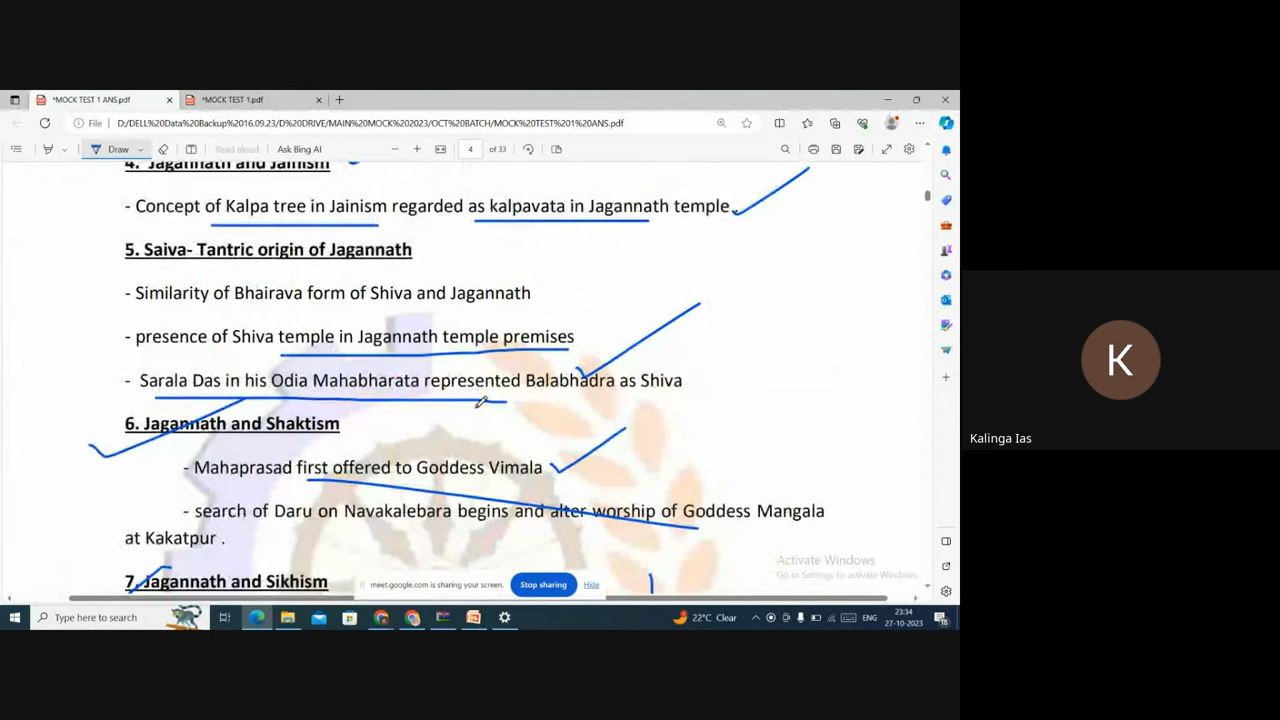 *MOCK TEST 1 ANS.pdf
*MOCK TEST 1.pdf
File
D:/DELL%20Data%20Backup%2016.09.23/D%20DRIVE/MAIN%20MOCK%202023/OCT%20BATCH/MOCK%20TEST%201%20ANS.pdf
Draw
Read aloud
Ask Bing AI
4
of 33
4. Jagannath and Jainism
- Concept of Kalpa tree in Jainism regarded as kalpavata in Jagannath temple.
5. Saiva- Tantric origin of Jagannath
- Similarity of Bhairava form of Shiva and Jagannath
- presence of Shiva temple in Jagannath temple premises
- Sarala Das in his Odia Mahabharata represented Balabhadra as Shiva
6. Jagannath and Shaktism
- Mahaprasad first offered to Goddess Vimala
- search of Daru on Navakalebara begins and alter worship of Goddess Mangala
at Kakatpur .
7. Jagannath and Sikhism
Activate Windows
Go to Settings to activate Windows.
meet.google.com is sharing your screen.
Stop sharing
Hide
Type here to search
22°C Clear
ENG
23:34
27-10-2023
K
Kalinga Ias